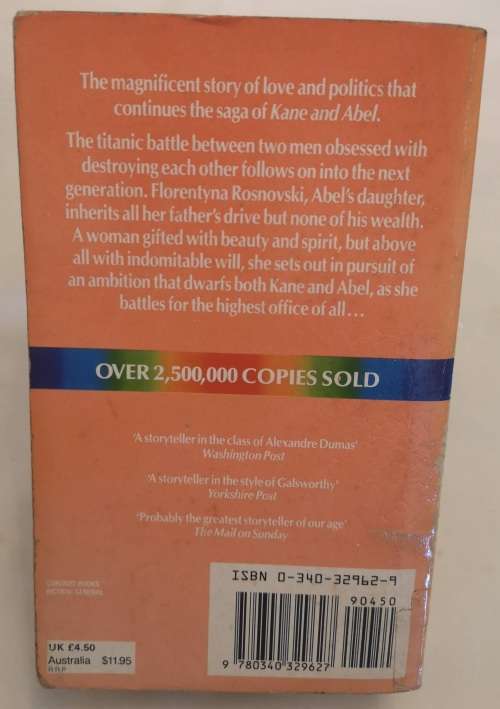 The magnificent story of love and politics that
continues the saga of Kane and Abel.
The titanic battle between two men obsessed with
destroying each other follows on into the next
generation. Florentyna Rosnovski, Abel's daughter,
inherits all her father's drive but none of his wealth.
A woman gifted with beauty and spirit, but above
all with indomitable will, she sets out in pursuit of
an ambition that dwarfs both Kane and Abel, as she
battles for the highest office of all...
OVER 2,500,000 COPIES SOLD
'A storyteller in the class of Alexandre Dumas'
Washington Post
'A storyteller in the style of Galsworthy'
Yorkshire Post
'Probably the greatest storyteller of our age'
The Mail on Sunday
ISBN 0-340-32962-9
90450
9 780340 329627
CORONET BOOKS
FICTION/GENERAL
UK £4.50
Australia $11.95
R.R.P.